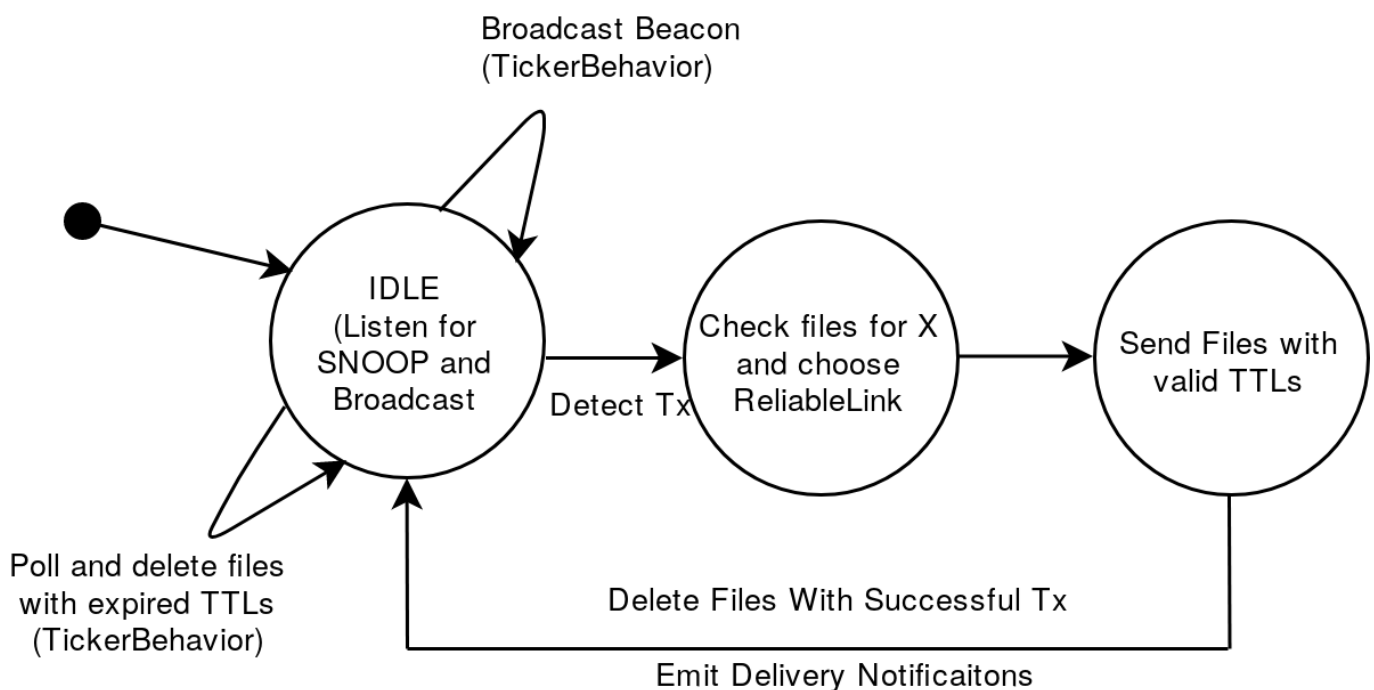 Broadcast Beacon
(TickerBehavior)
IDLE
(Listen for
SNOOP and
Broadcast
Detect Tx
Check files for X
and choose
ReliableLink
Send Files with
valid TTLs
Poll and delete files
with expired TTLs
(TickerBehavior)
Delete Files With Successful Tx
Emit Delivery Notificaitons